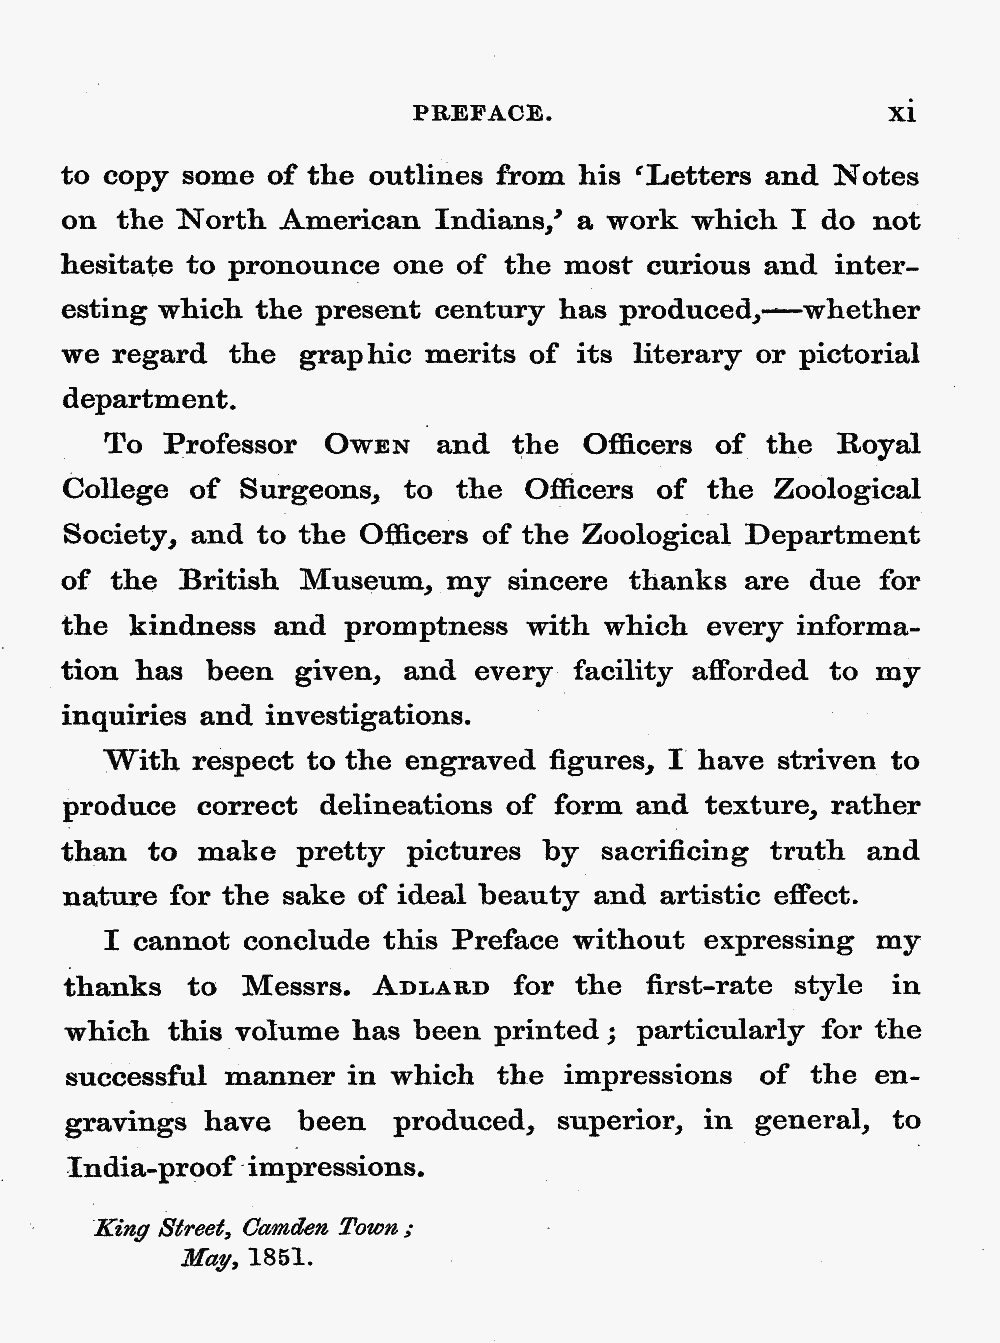 PREFACE. xi
to copy some of the outlines from his ‘Letters and Notes
on the North American Indians,’ a work which I do not
hesitate to pronounce one of the most curious and inter-
esting which the present century has produced,—whether
we regard the graphic merits of its literary or pictorial
department.
To Professor OWEN and the Officers of the Royal
College of Surgeons, to the Officers of the Zoological
Society, and to the Officers of the Zoological Department
of the British Museum, my sincere thanks are due for
the kindness and promptness with which every informa-
tion has been given, and every facility afforded to my
inquiries and investigations.
With respect to the engraved figures, I have striven to
produce correct delineations of form and texture, rather
than to make pretty pictures by sacrificing truth and
nature for the sake of ideal beauty and artistic effect.
I cannot conclude this Preface without expressing my
thanks to Messrs. ADLARD for the first-rate style in
which this volume has been printed; particularly for the
successful manner in which the impressions of the en-
gravings have been produced, superior, in general, to
India-proof impressions.
King Street, Camden Town;
May, 1851.